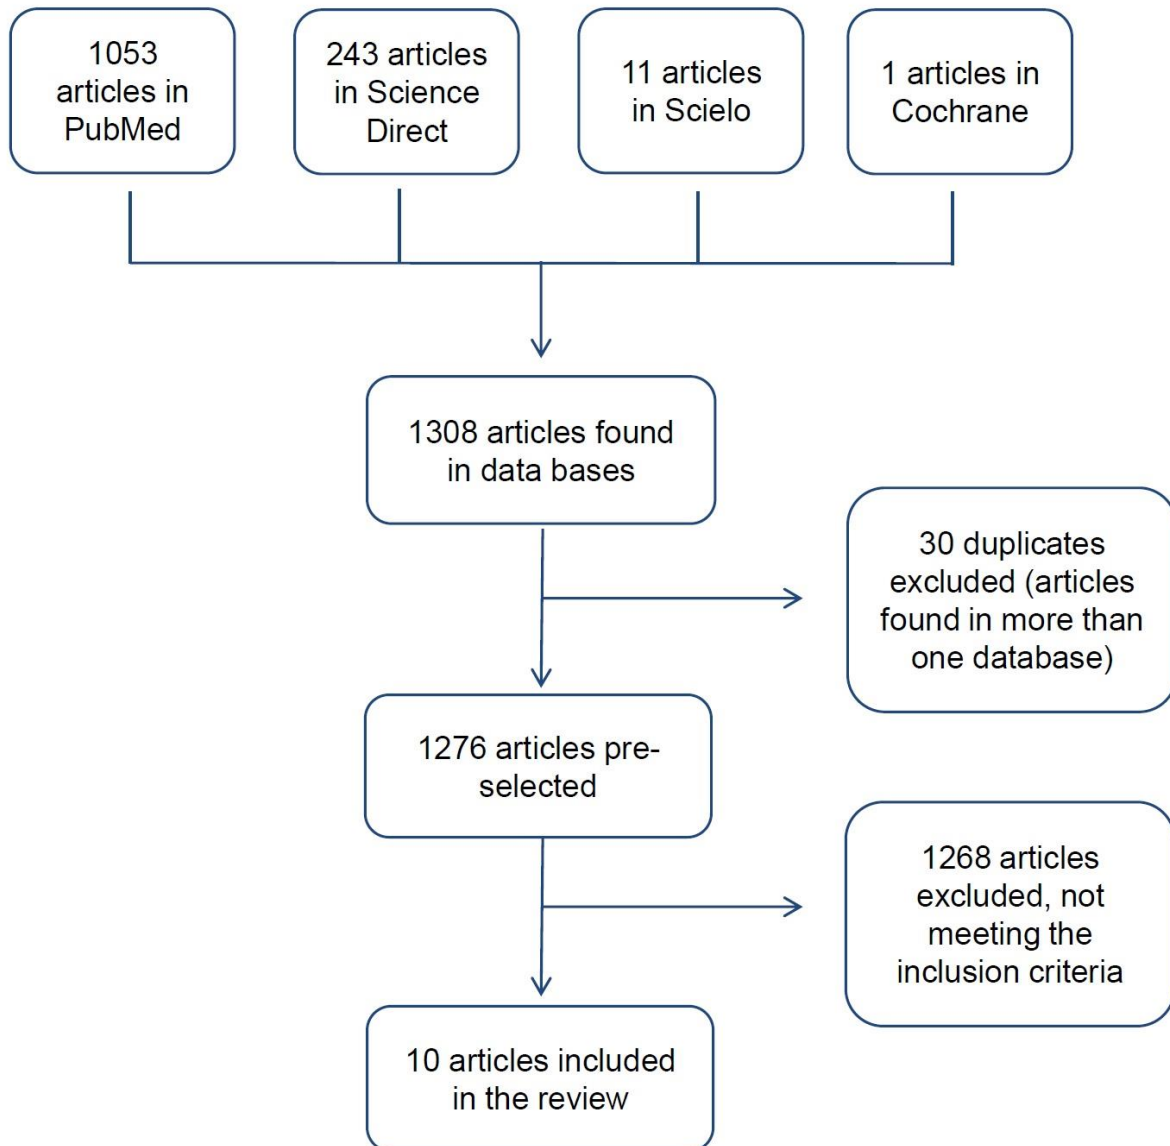 1053
articles in
PubMed
243 articles
in Science
Direct
11 articles
in Scielo
1 articles in
Cochrane
1308 articles found
in data bases
30 duplicates
excluded (articles
found in more than
one database)
1276 articles pre-
selected
1268 articles
excluded, not
meeting the
inclusion criteria
10 articles included
in the review